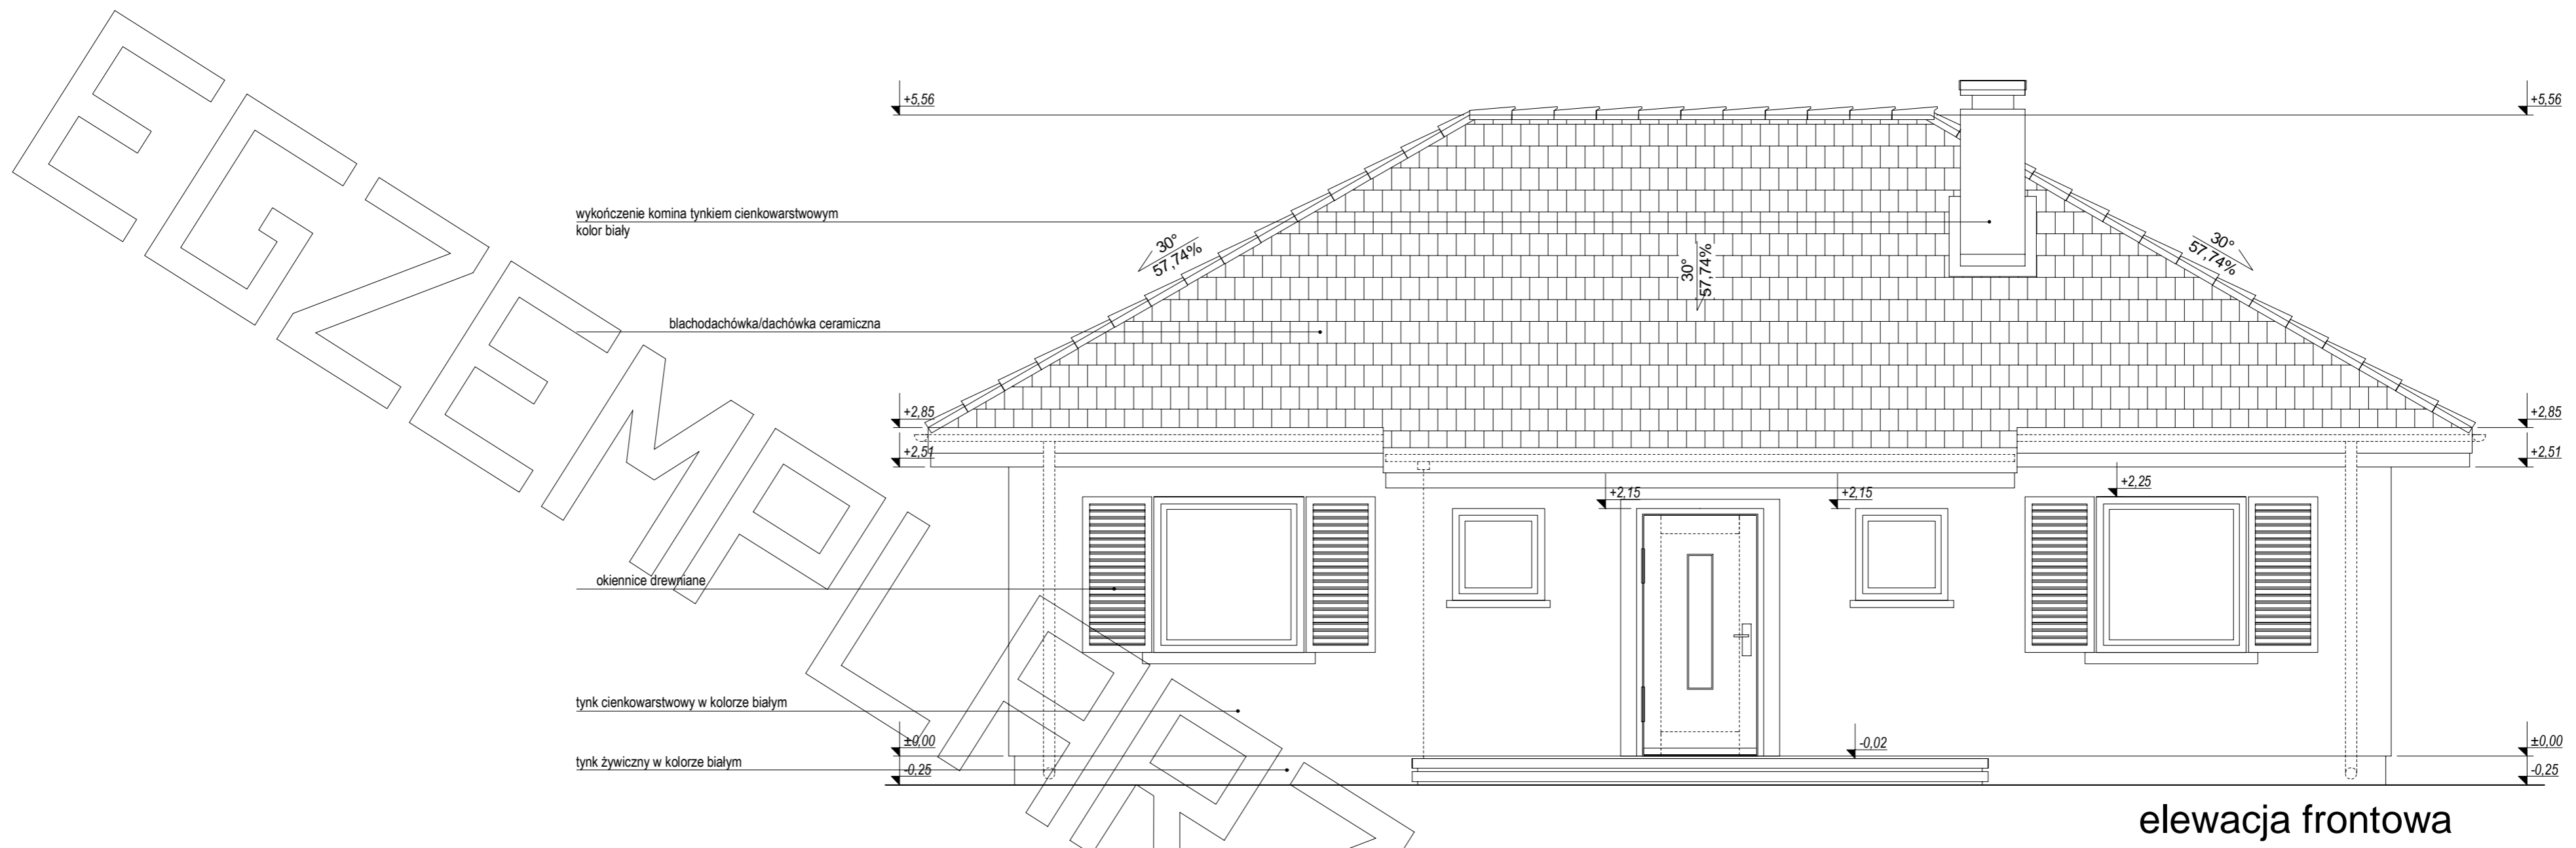 EGZEMPLARZ
+5,56
+5,56
wykończenie komina tynkiem cienkowarstwowym
kolor biały
30°
57,74%
30°
57,74%
30°
57,74%
blachodachówka/dachówka ceramiczna
+2,85
+2,85
+2,51
+2,51
+2,15
+2,15
+2,25
okiennice drewniane
tynk cienkowarstwowy w kolorze białym
±0,00
-0,02
±0,00
tynk żywiczny w kolorze białym
-0,25
-0,25
elewacja frontowa